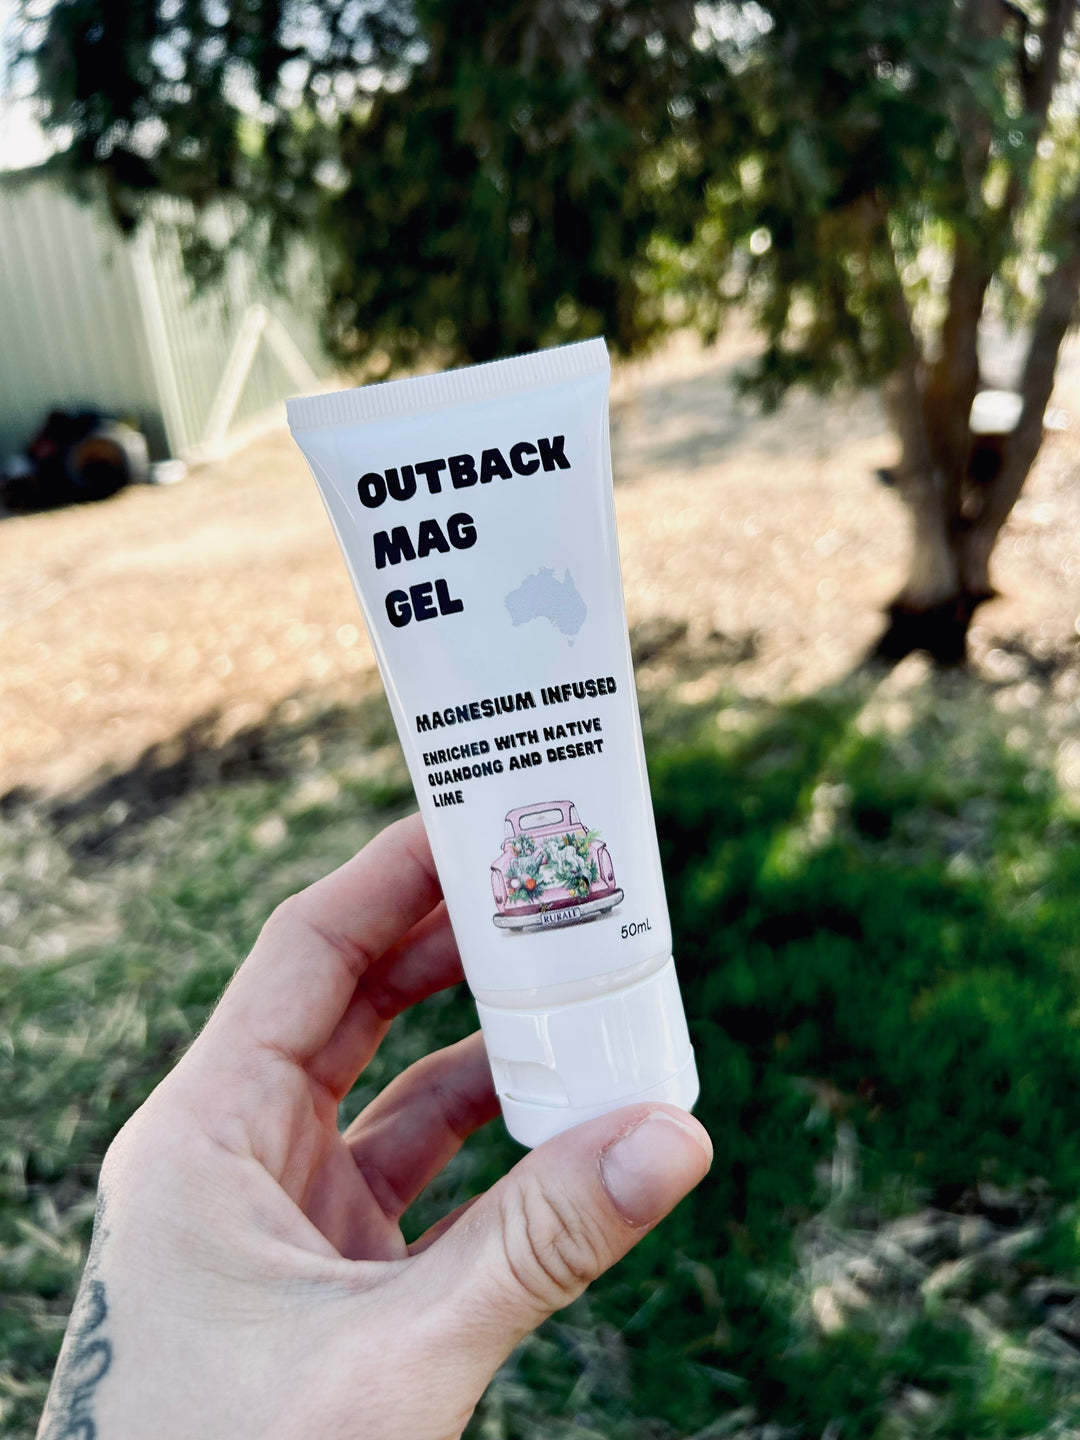 OUTBACK
MAG
GEL
MAGNESIUM INFUSED
ENRICHED WITH NATIVE
QUANDONG AND DESERT
LIME
50mL